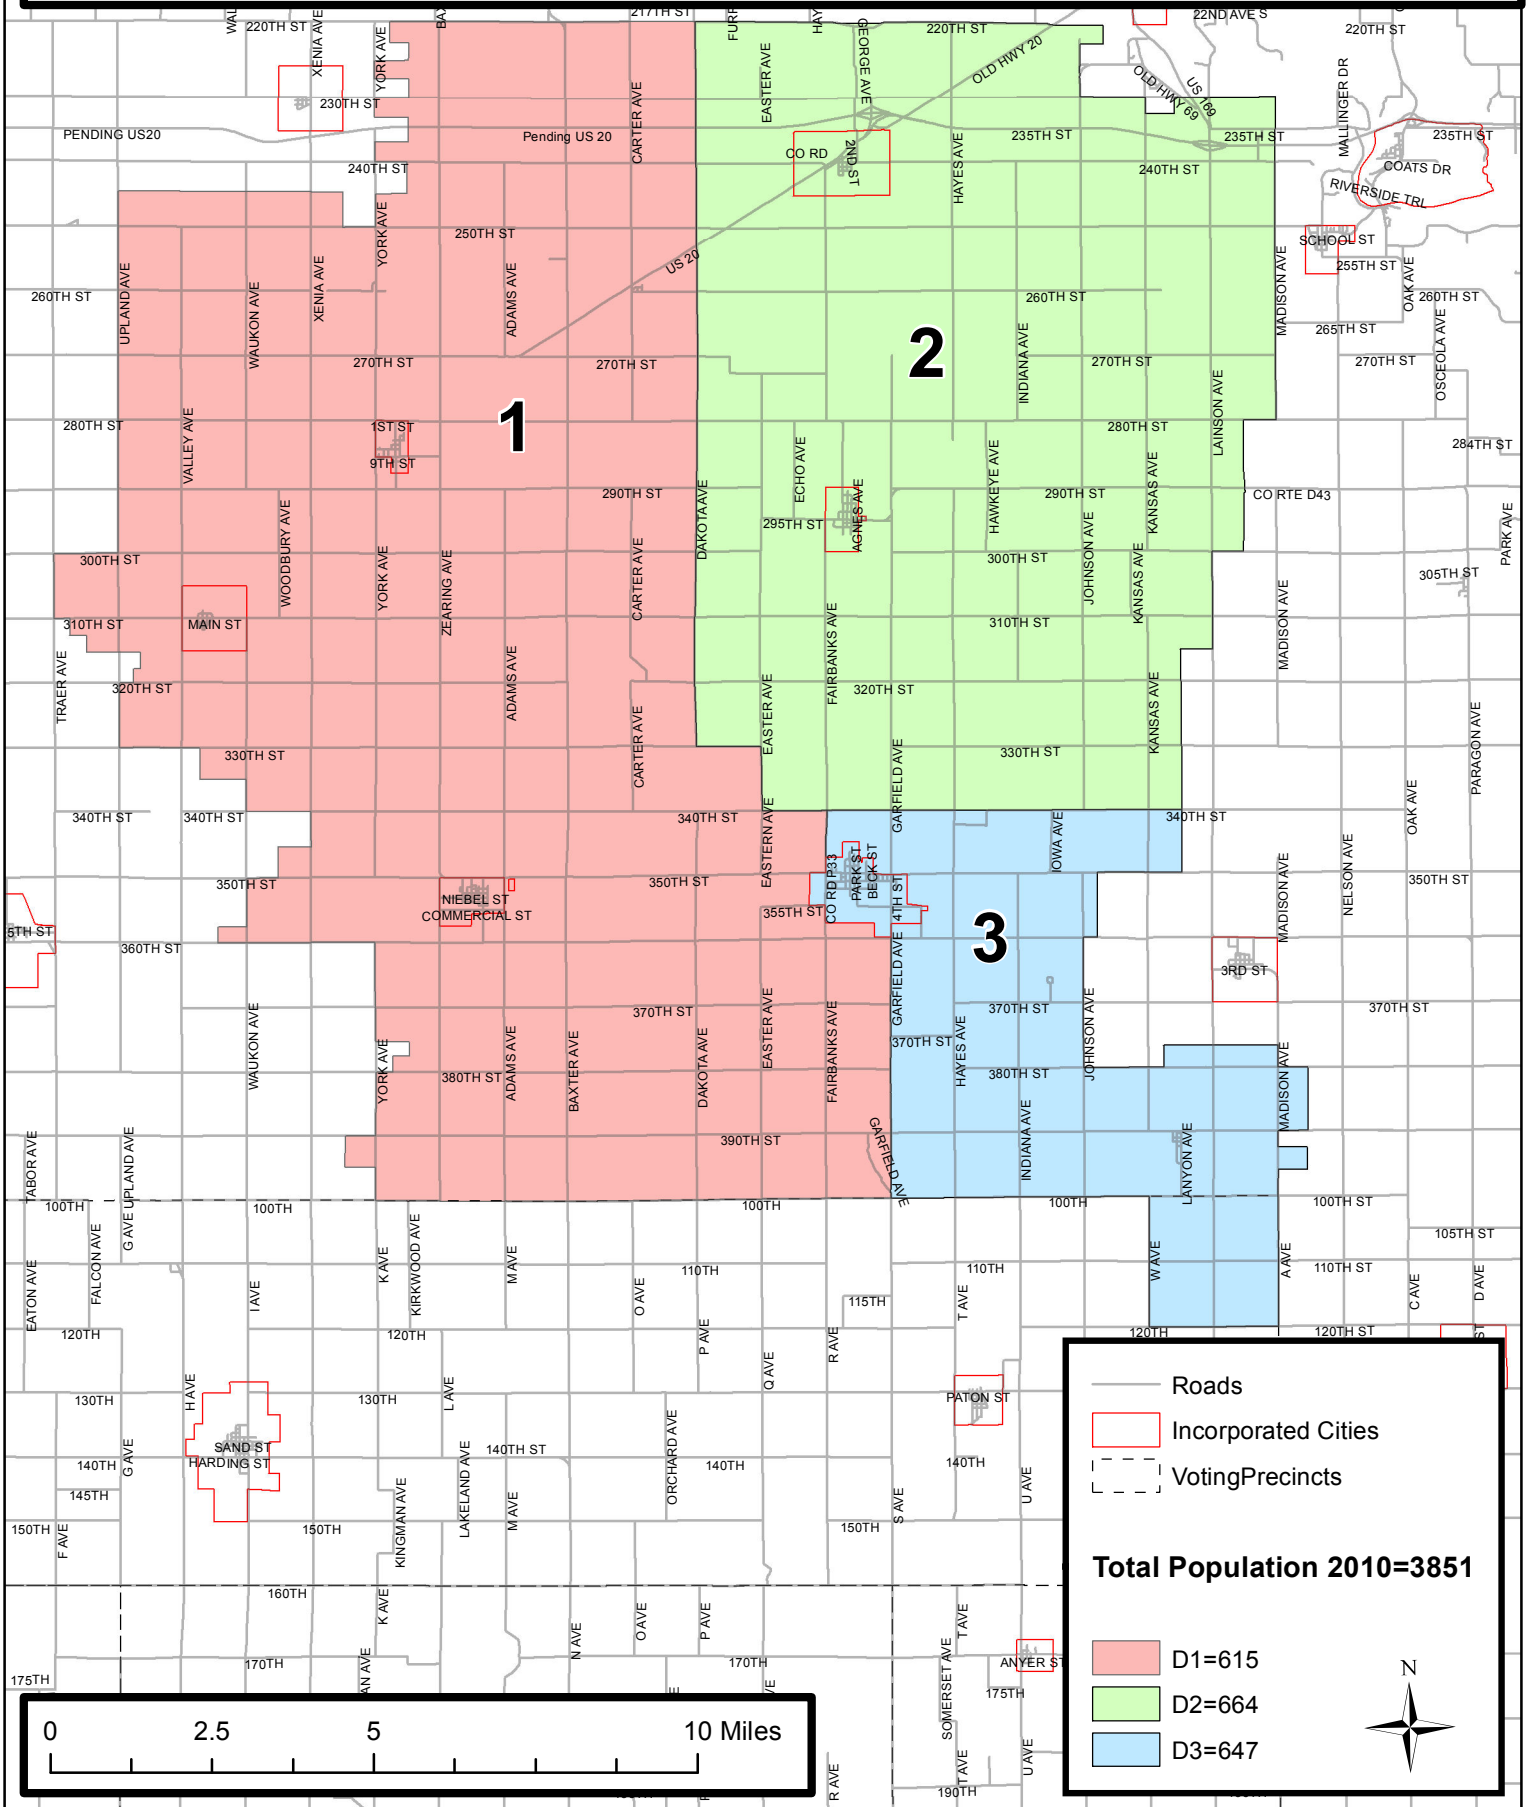 217TH ST
22ND AVE S
220TH ST
XENIA AVE
YORK AVE
GEORGE AVE
220TH ST
OLD HWY 20
220TH ST
EASTER AVE
CARTER AVE
OLD HWY 69
US 169
MALLINGER DR
230TH ST
PENDING US20
Pending US 20
235TH ST
235TH ST
235TH ST
CO RD
2ND ST
HAYES AVE
240TH ST
240TH ST
COATS DR
RIVERSIDE TRL
YORK AVE
250TH ST
US 20
SCHOOL ST
255TH ST
MADISON AVE
OAK AVE
UPLAND AVE
WAUKON AVE
XENIA AVE
ADAMS AVE
260TH ST
260TH ST
260TH ST
265TH ST
INDIANA AVE
2
270TH ST
270TH ST
270TH ST
270TH ST
OSCEOLA AVE
LAINSON AVE
1
VALLEY AVE
280TH ST
1ST ST
280TH ST
284TH ST
9TH ST
ECHO AVE
HAWKEYE AVE
KANSAS AVE
290TH ST
290TH ST
CO RTE D43
DAKOTA AVE
295TH ST
AGNES AVE
PARK AVE
WOODBURY AVE
YORK AVE
ZEARING AVE
CARTER AVE
JOHNSON AVE
KANSAS AVE
300TH ST
300TH ST
305TH ST
310TH ST
MAIN ST
310TH ST
FAIRBANKS AVE
MADISON AVE
TRAER AVE
ADAMS AVE
320TH ST
320TH ST
EASTER AVE
KANSAS AVE
CARTER AVE
PARAGON AVE
330TH ST
330TH ST
GARFIELD AVE
OAK AVE
340TH ST
340TH ST
340TH ST
340TH ST
EASTERN AVE
IOWA AVE
CO RD P33
PARK ST
BECK ST
4TH ST
MADISON AVE
NELSON AVE
350TH ST
350TH ST
350TH ST
NIEBEL ST
COMMERCIAL ST
355TH ST
3
5TH ST
360TH ST
GARFIELD AVE
3RD ST
370TH ST
370TH ST
370TH ST
370TH ST
WAUKON AVE
YORK AVE
ADAMS AVE
BAXTER AVE
DAKOTA AVE
EASTER AVE
FAIRBANKS AVE
HAYES AVE
JOHNSON AVE
MADISON AVE
380TH ST
380TH ST
390TH ST
GARFIELD AVE
INDIANA AVE
LANYON AVE
TABOR AVE
UPLAND AVE
100TH
100TH
100TH
100TH
100TH ST
G AVE
105TH ST
EATON AVE
FALCON AVE
I AVE
K AVE
KIRKWOOD AVE
M AVE
O AVE
110TH
110TH
110TH ST
W AVE
A AVE
C AVE
D AVE
115TH
T AVE
120TH
120TH
120TH
120TH ST
ST
P AVE
Q AVE
R AVE
H AVE
130TH
130TH
L AVE
PATON ST
SAND ST
HARDING ST
G AVE
140TH
140TH ST
140TH
140TH
145TH
ORCHARD AVE
LAKELAND AVE
KINGMAN AVE
M AVE
S AVE
U AVE
150TH
150TH
150TH
F AVE
160TH
K AVE
N AVE
O AVE
P AVE
T AVE
SOMERSET AVE
170TH
170TH
ANYER ST
175TH
175TH
U AVE
T AVE
R AVE
190TH
Roads
Incorporated Cities
VotingPrecincts
Total Population 2010=3851
D1=615
D2=664
D3=647
N
0 2.5 5 10 Miles